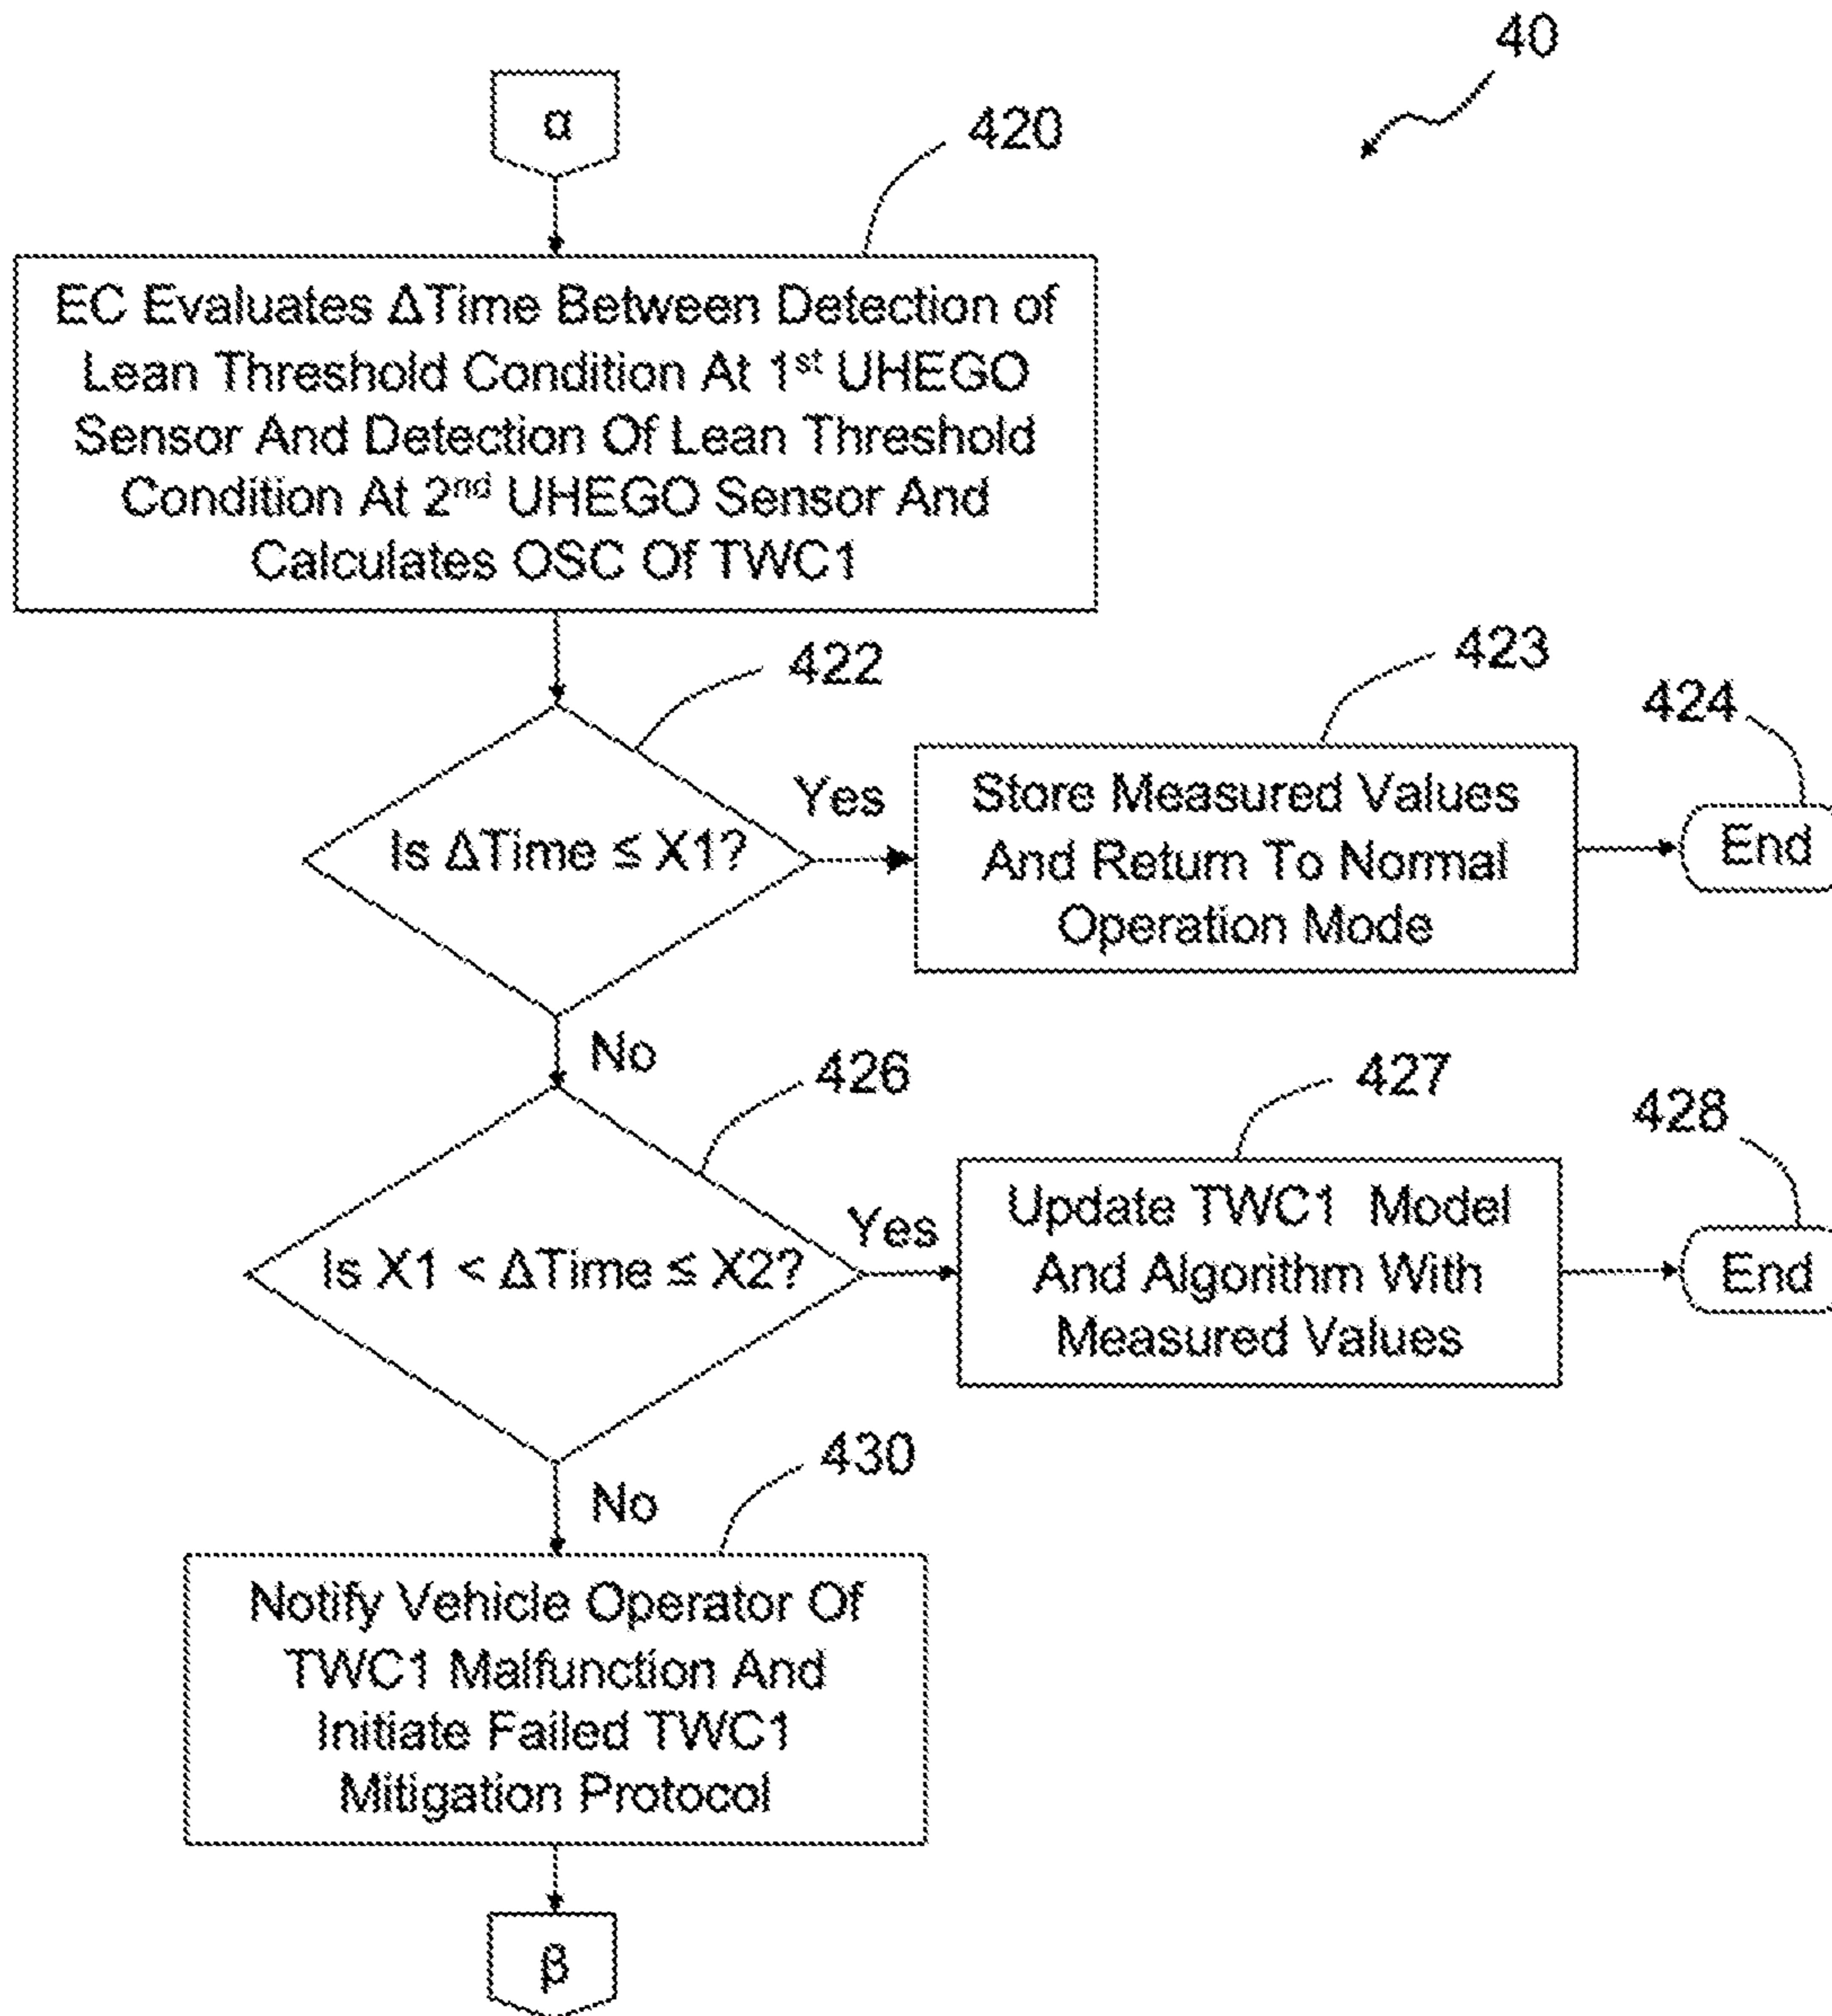 40
α
420
EC Evaluates ΔTime Between Detection of
Lean Threshold Condition At 1st UHEGO
Sensor And Detection Of Lean Threshold
Condition At 2nd UHEGO Sensor And
Calculates OSC Of TWC1
422
Is ΔTime ≤ X1?
Yes
423
Store Measured Values
And Return To Normal
Operation Mode
424
End
No
426
Is X1 < ΔTime ≤ X2?
Yes
427
Update TWC1 Model
And Algorithm With
Measured Values
428
End
No
430
Notify Vehicle Operator Of
TWC1 Malfunction And
Initiate Failed TWC1
Mitigation Protocol
β